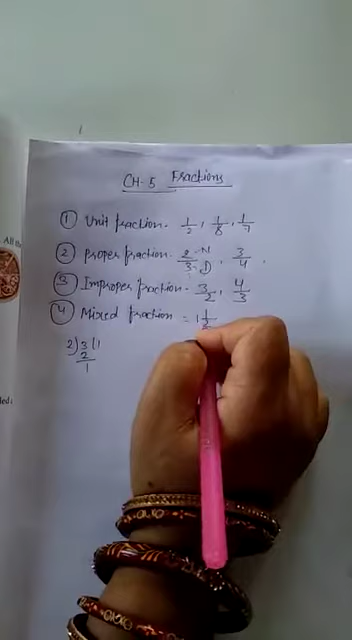 CH-5 Fractions
① Unit fraction - 1/2, 1/8, 1/7
② proper fraction - 2/3 -N -D, 3/4.
③ Improper fraction - 3/2, 4/3
④ Mixed fraction = 1 1/2
2)3(1
2
1